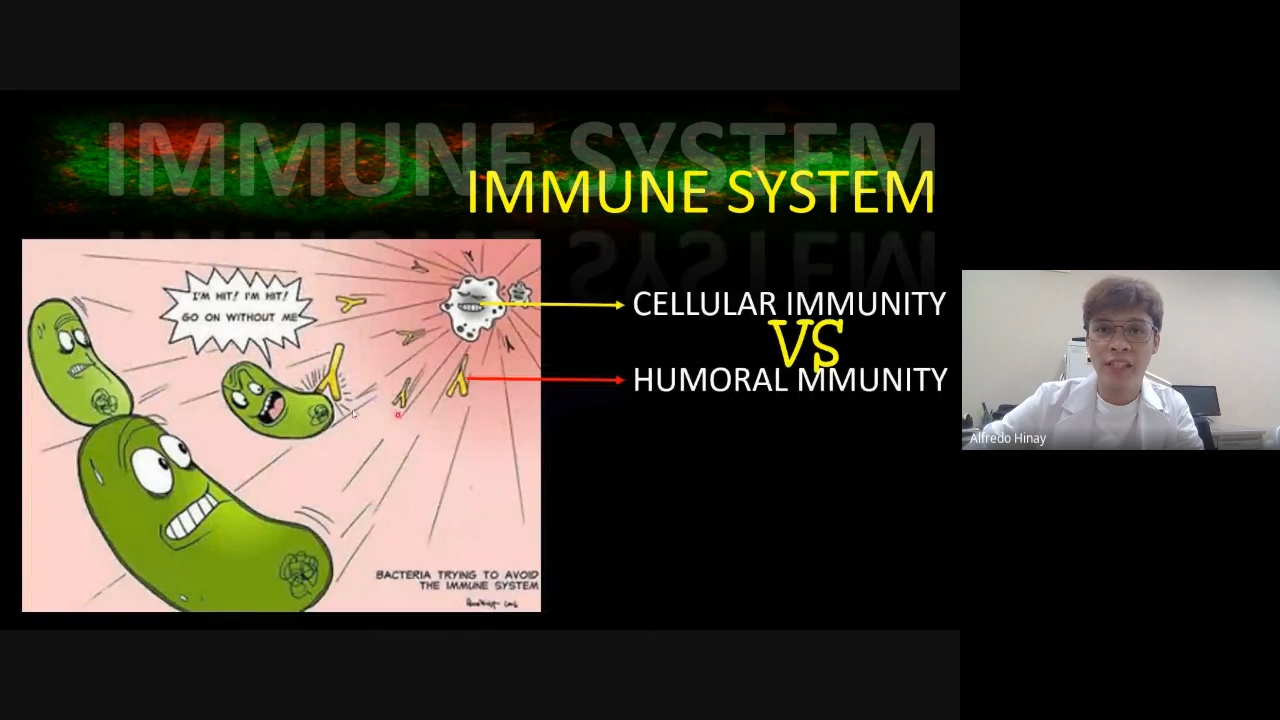 IMMUNE SYSTEM
IMMUNE SYSTEM
I'M HIT! I'M HIT!
GO ON WITHOUT ME
CELLULAR IMMUNITY
VS
HUMORAL MMUNITY
Alfredo Hinay
BACTERIA TRYING TO AVOID
THE IMMUNE SYSTEM